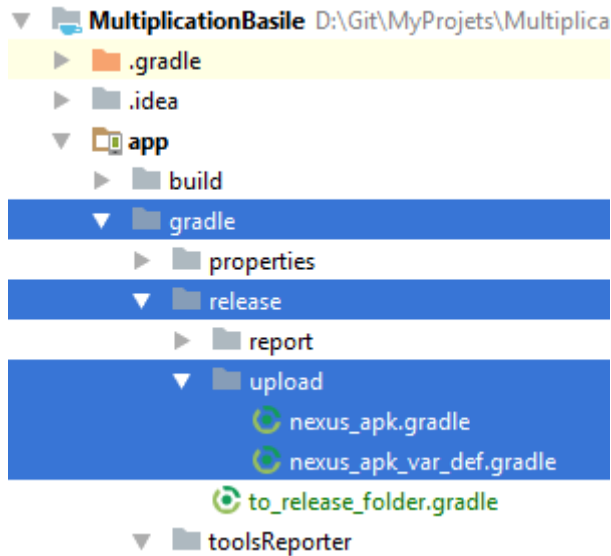 MultiplicationBasile D:\Git\MyProjets\Multiplica
.gradle
.idea
app
build
gradle
properties
release
report
upload
nexus_apk.gradle
nexus_apk_var_def.gradle
to_release_folder.gradle
toolsReporter